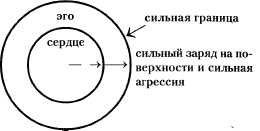 эго
сердце
сильная граница
сильный заряд на по-
верхности и сильная
агрессия